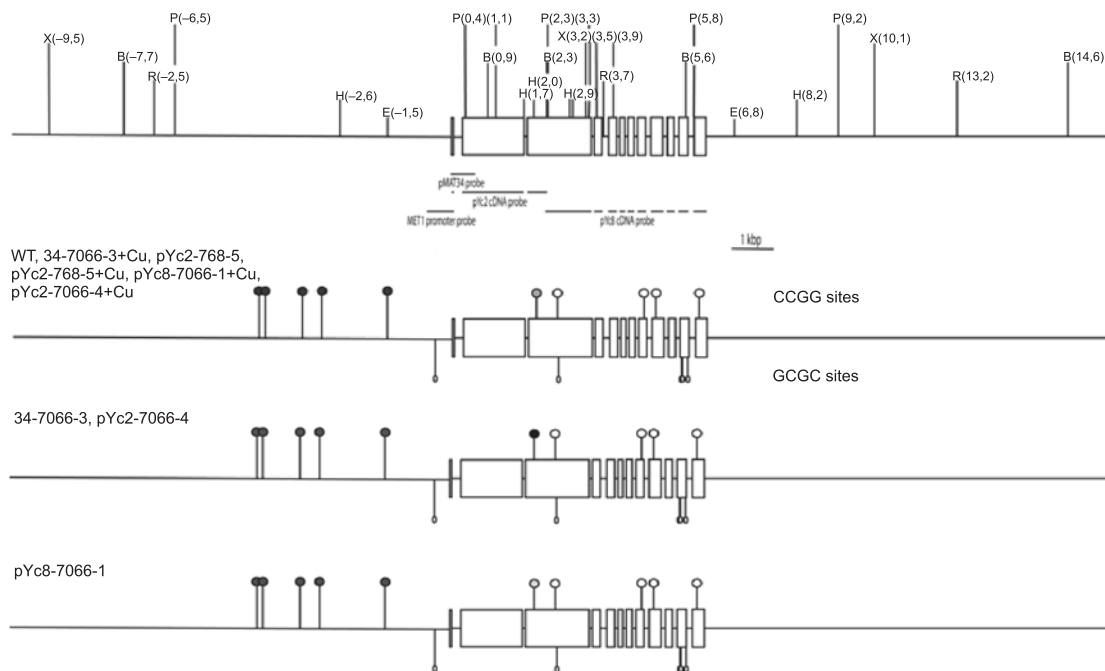 P(–6,5) P(0,4)(1,1) P(2,3)(3,3) P(5,8) P(9,2)
X(–9,5) X(3,2)(3,5)(3,9) X(10,1)
B(–7,7) B(0,9) B(2,3) B(5,6) B(14,6)
R(–2,5) H(2,0) R(3,7) R(13,2)
H(–2,6) H(1,7) H(2,9) H(8,2)
E(–1,5) E(6,8)
pMAT34 probe
pYc2 cDNA probe
MET1 promoter probe pYc8 cDNA probe
1 kbp
WT, 34-7066-3+Cu, pYc2-768-5,
pYc2-768-5+Cu, pYc8-7066-1+Cu,
pYc2-7066-4+Cu
CCGG sites
GCGC sites
34-7066-3, pYc2-7066-4
pYc8-7066-1